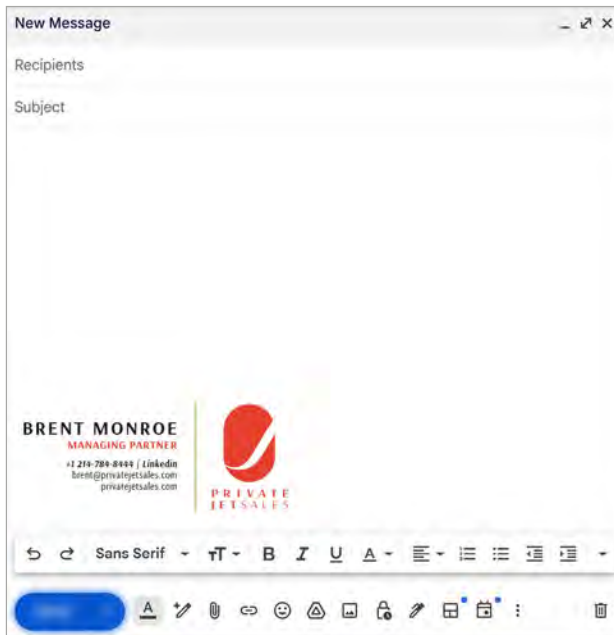 New Message
Recipients
Subject
BRENT MONROE
MANAGING PARTNER
+1 214-784-8444 | Linkedin
brent@privatejetsales.com
privatejetsales.com
PRIVATE
JETSALES
Sans Serif